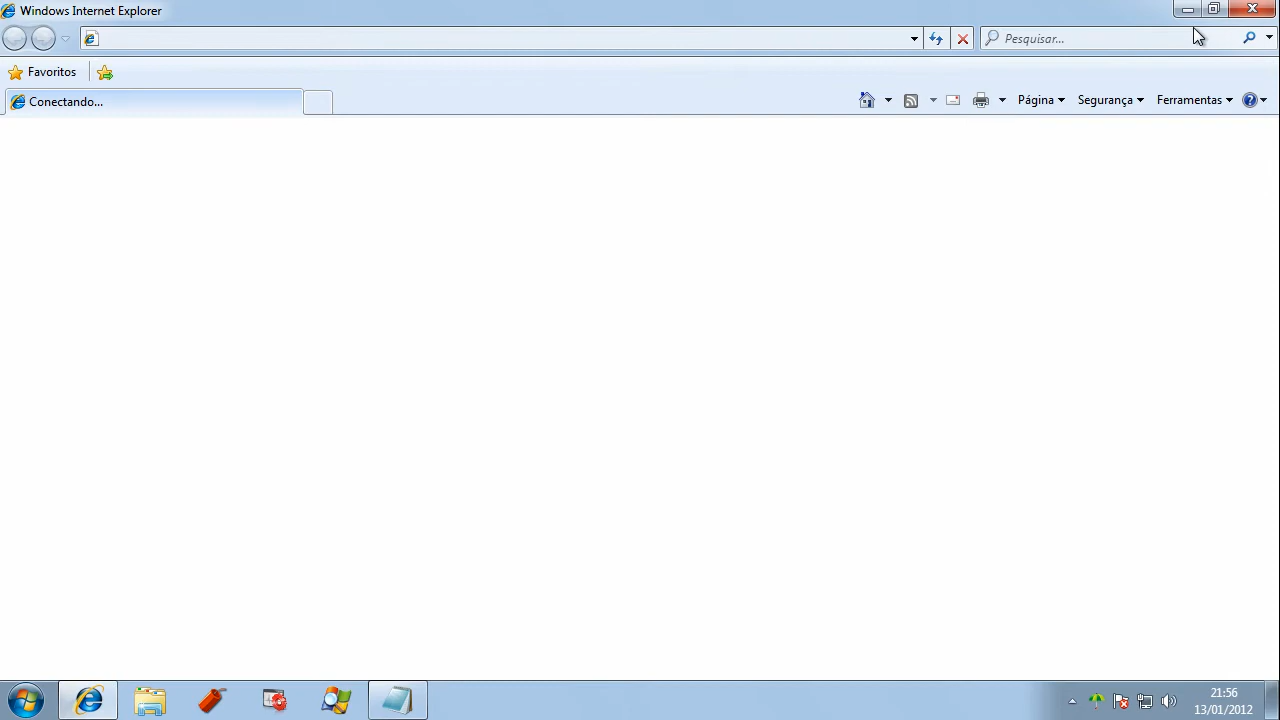 Windows Internet Explorer
Pesquisar...
Favoritos
Conectando...
Página
Segurança
Ferramentas
21:56
13/01/2012